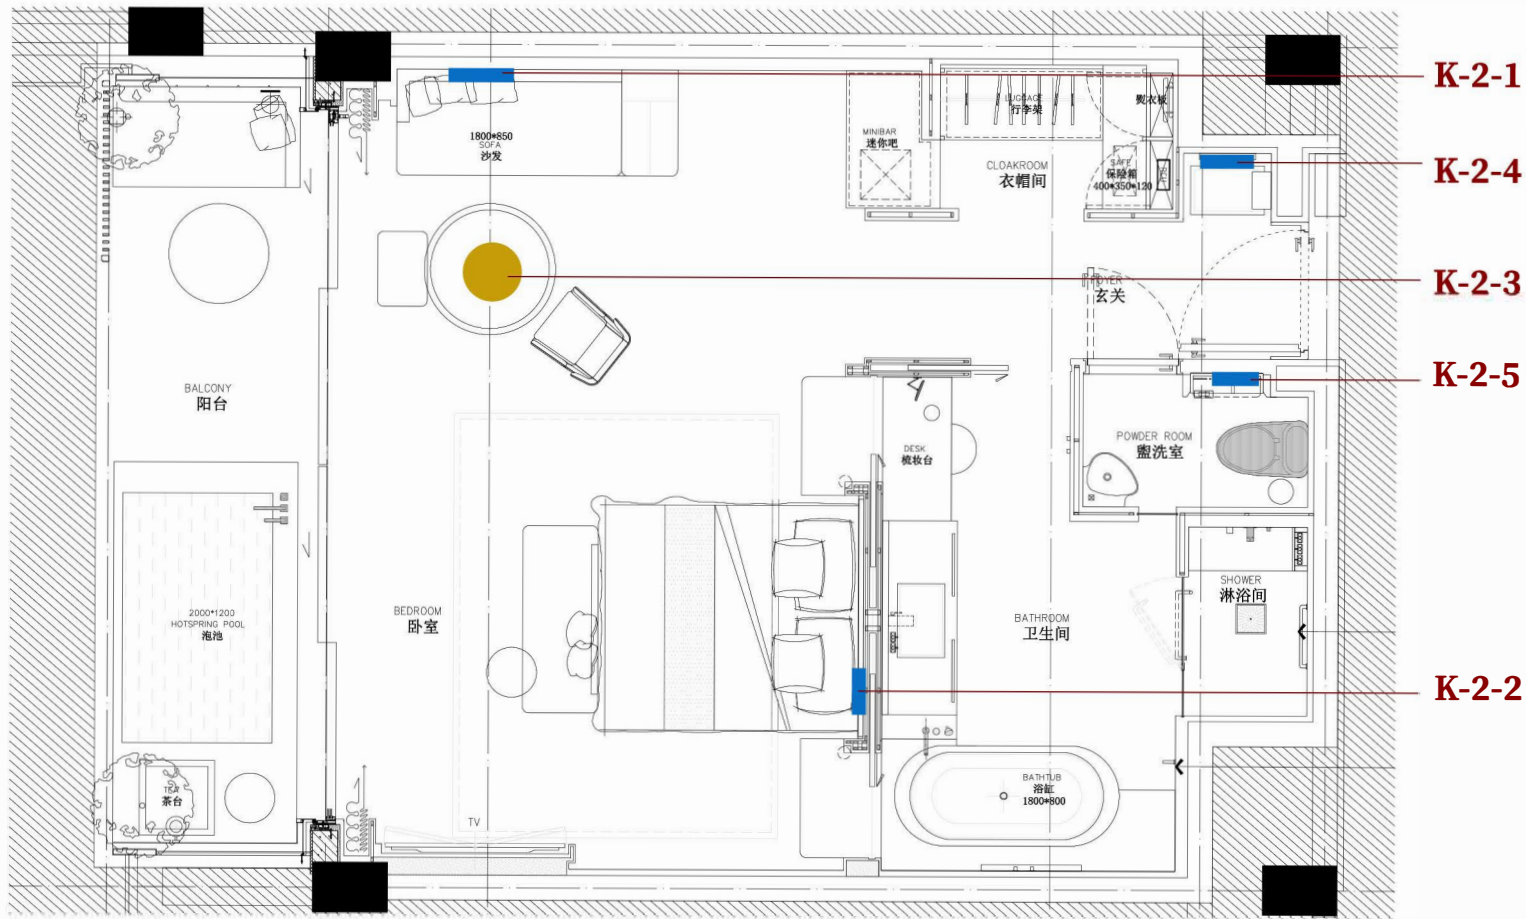 K-2-1
K-2-4
K-2-3
K-2-5
K-2-2
1800*850
SOFA
沙发
MINIBAR
迷你吧
LUGGAGE
行李架
熨衣板
CLOAKROOM
衣帽间
SAFE
保险箱
400*350*120
FOYER
玄关
BALCONY
阳台
DESK
梳妆台
POWDER ROOM
盥洗室
2000*1200
HOTSPRING POOL
泡池
BEDROOM
卧室
BATHROOM
卫生间
SHOWER
淋浴间
TEA
茶台
TV
BATHTUB
浴缸
1800*800